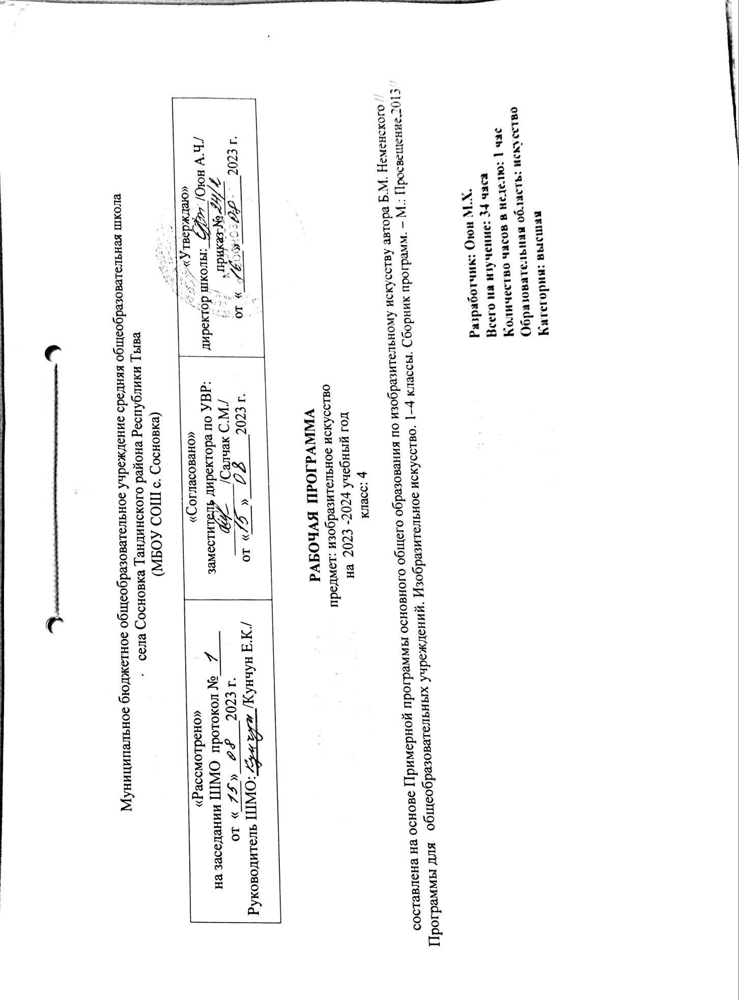 Муниципальное бюджетное общеобразовательное учреждение средняя общеобразовательная школа
села Сосновка Тандинского района Республики Тыва
(МБОУ СОШ с. Сосновка)
«Рассмотрено»
на заседании ШМО протокол № 1
от « 15 » 08 2023 г.
Руководитель ШМО: /Кунчун Е.К./
«Согласовано»
заместитель директора по УВР:
/Салчак С.М./
от « 15 » 08 2023 г.
«Утверждаю»
директор школы: /Оюн А.Ч./
приказ № 24/2
от « 16 » 08 2023 г.
РАБОЧАЯ ПРОГРАММА
предмет: изобразительное искусство
на 2023 -2024 учебный год
класс: 4
составлена на основе Примерной программы основного общего образования по изобразительному искусству автора Б.М. Неменского //
Программы для общеобразовательных учреждений. Изобразительное искусство. 1–4 классы. Сборник программ. – М.: Просвещение.2013//
Разработчик: Оюн М.Х.
Всего на изучение: 34 часа
Количество часов в неделю: 1 час
Образовательная область: искусство
Категория: высшая